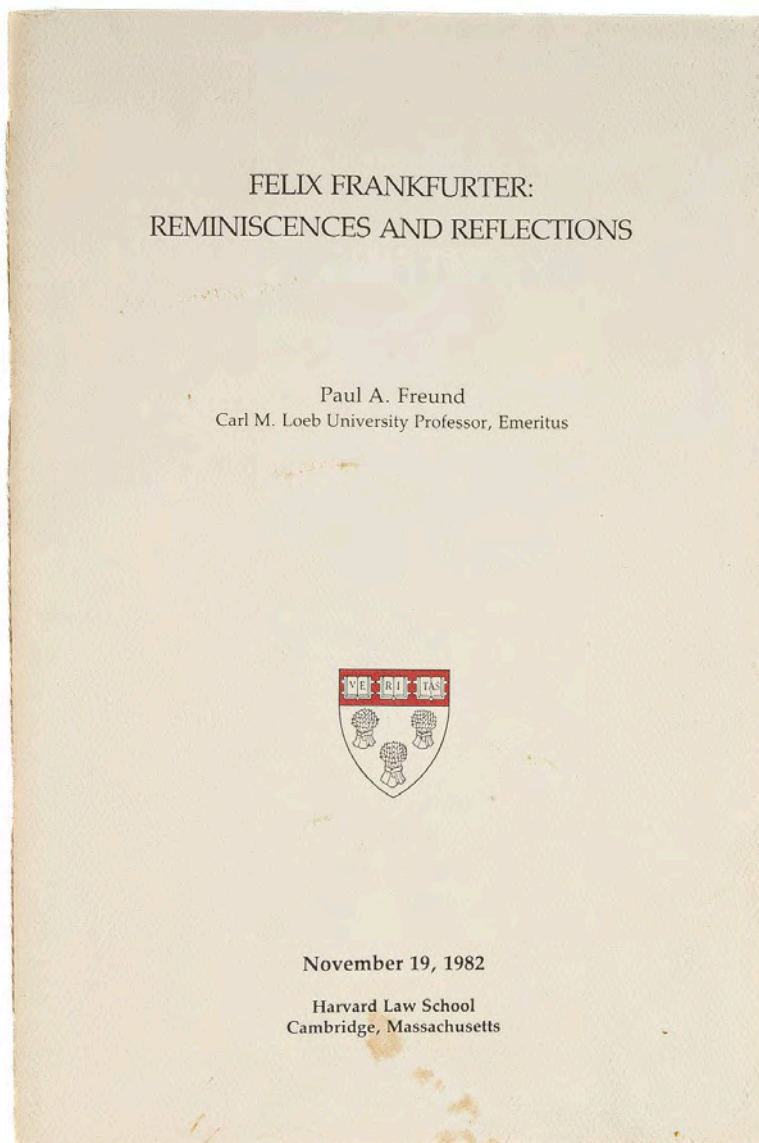 FELIX FRANKFURTER:
REMINISCENCES AND REFLECTIONS
Paul A. Freund
Carl M. Loeb University Professor, Emeritus
VE RI TAS
November 19, 1982
Harvard Law School
Cambridge, Massachusetts